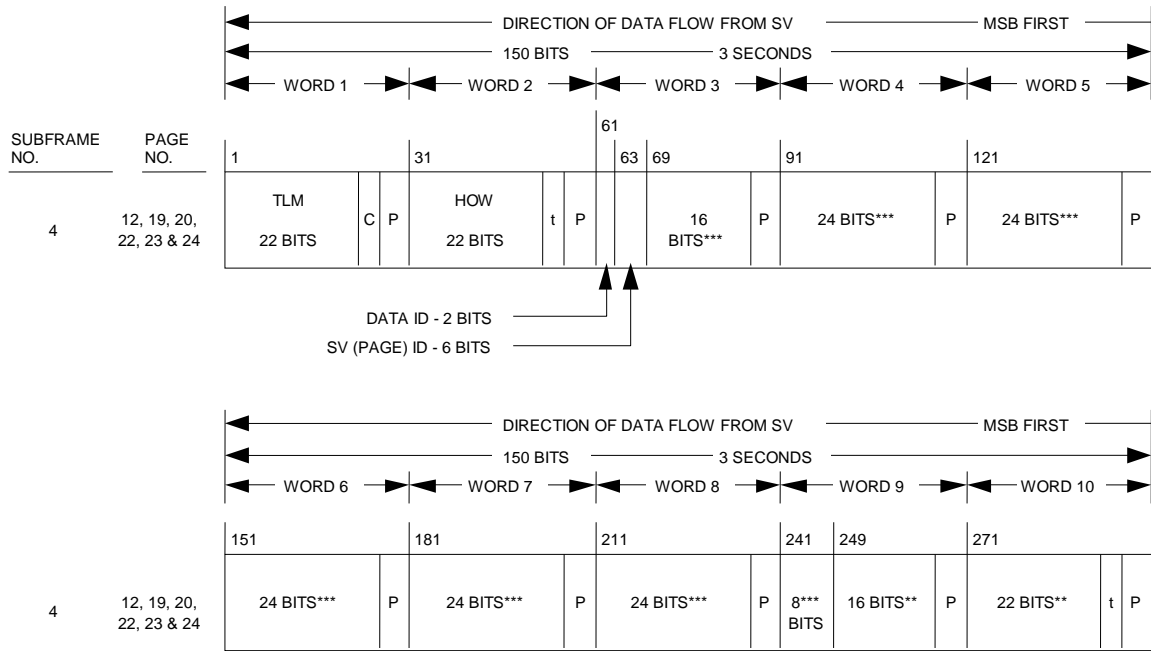 DIRECTION OF DATA FLOW FROM SV MSB FIRST
150 BITS 3 SECONDS
WORD 1 WORD 2 WORD 3 WORD 4 WORD 5
SUBFRAME NO. PAGE NO.
61
1 31 63 69 91 121
4 12, 19, 20, 22, 23 & 24
TLM 22 BITS C P HOW 22 BITS t P 16 BITS*** P 24 BITS*** P 24 BITS*** P
DATA ID - 2 BITS
SV (PAGE) ID - 6 BITS
DIRECTION OF DATA FLOW FROM SV MSB FIRST
150 BITS 3 SECONDS
WORD 6 WORD 7 WORD 8 WORD 9 WORD 10
151 181 211 241 249 271
4 12, 19, 20, 22, 23 & 24
24 BITS*** P 24 BITS*** P 24 BITS*** P 8*** BITS 16 BITS** P 22 BITS** t P